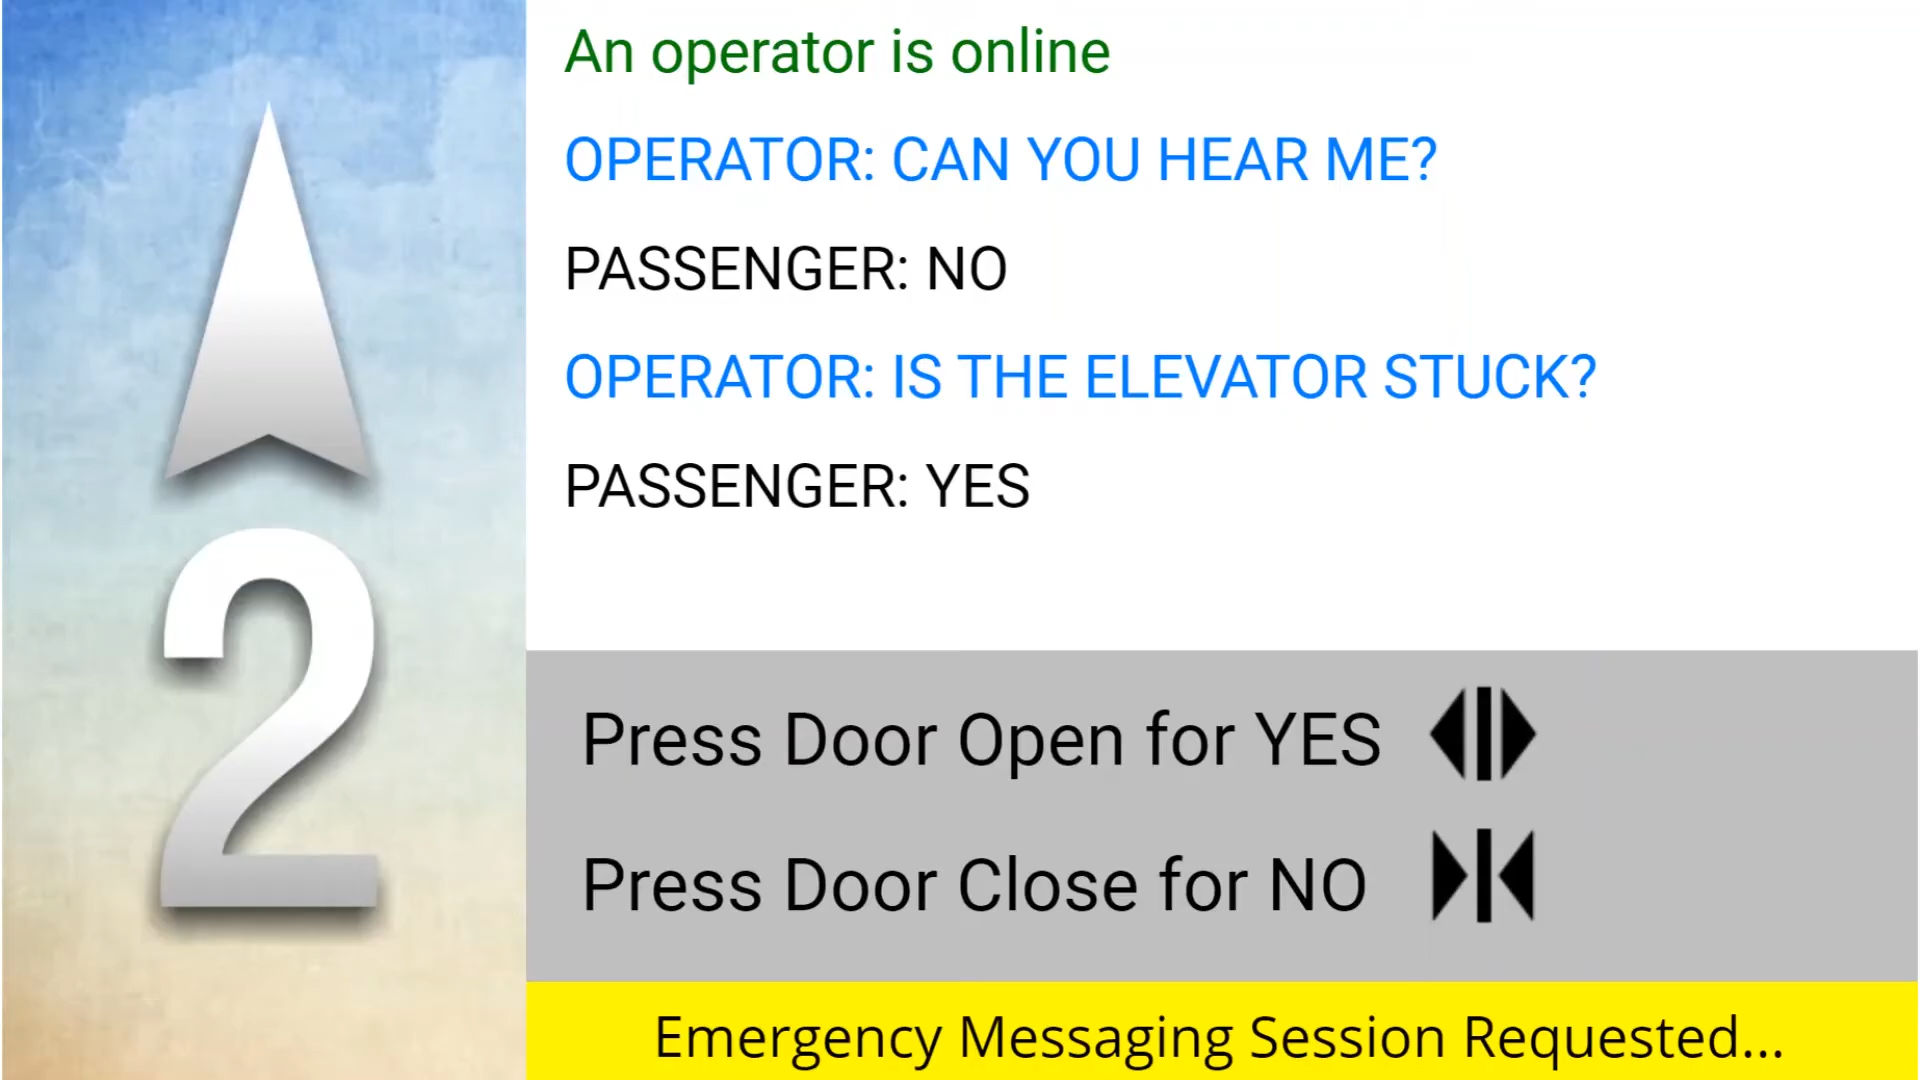 2
An operator is online
OPERATOR: CAN YOU HEAR ME?
PASSENGER: NO
OPERATOR: IS THE ELEVATOR STUCK?
PASSENGER: YES
Press Door Open for YES
Press Door Close for NO
Emergency Messaging Session Requested...